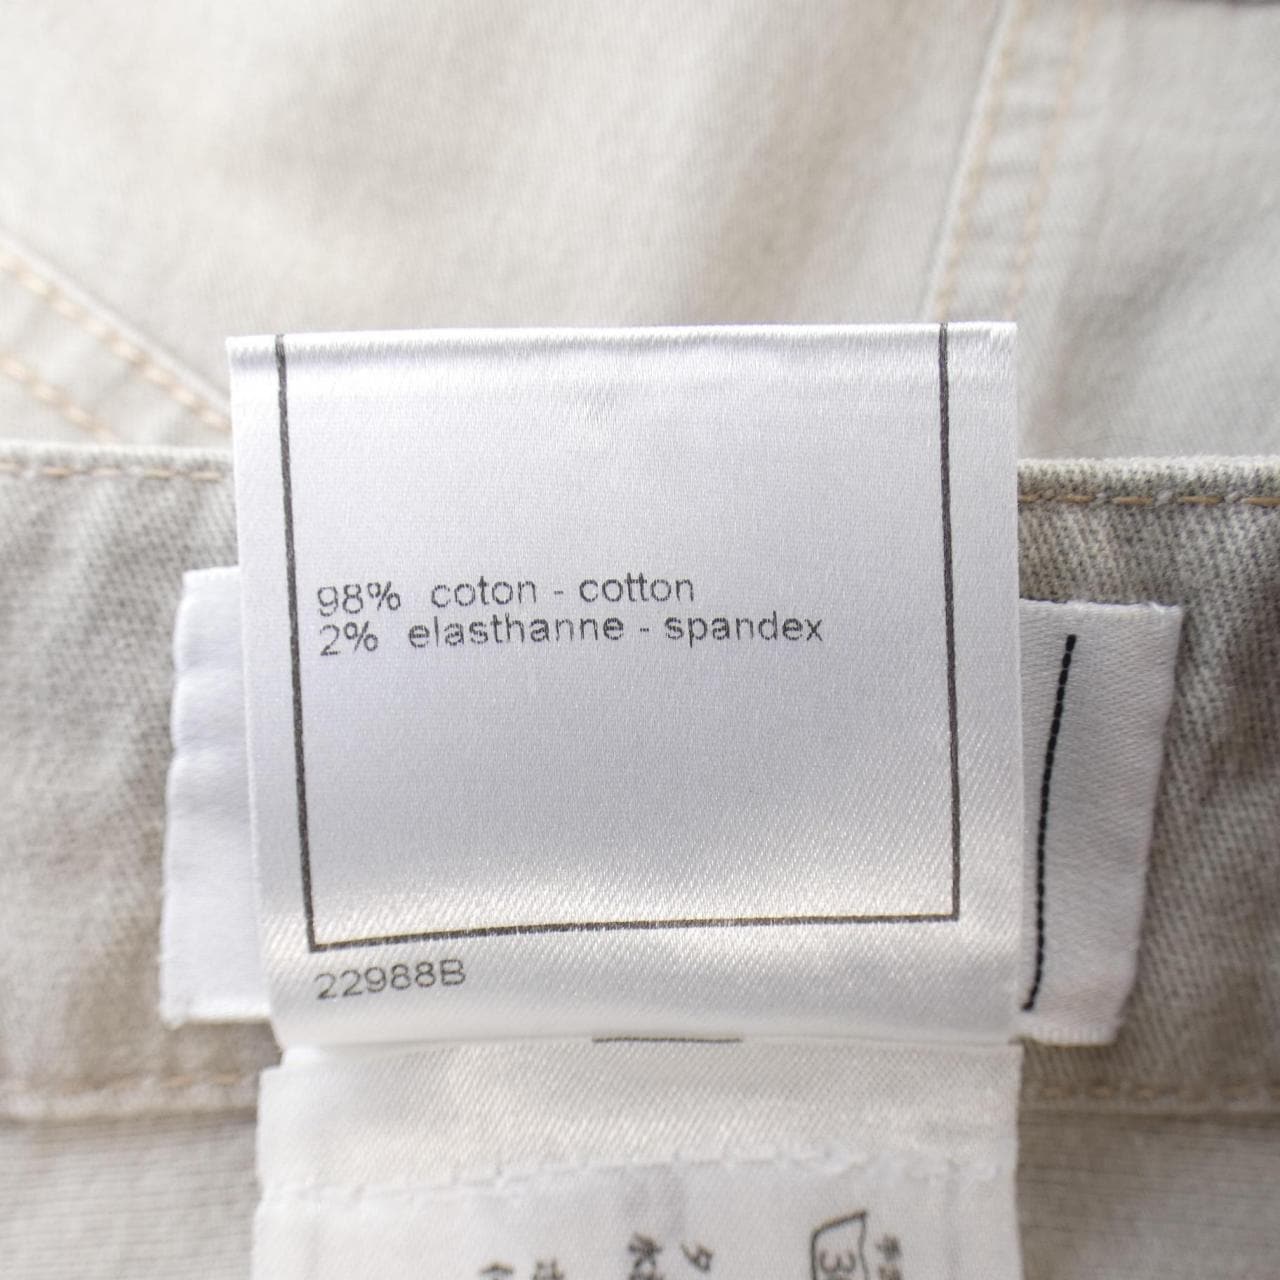 98% coton - cotton
2% elasthanne - spandex
22988B